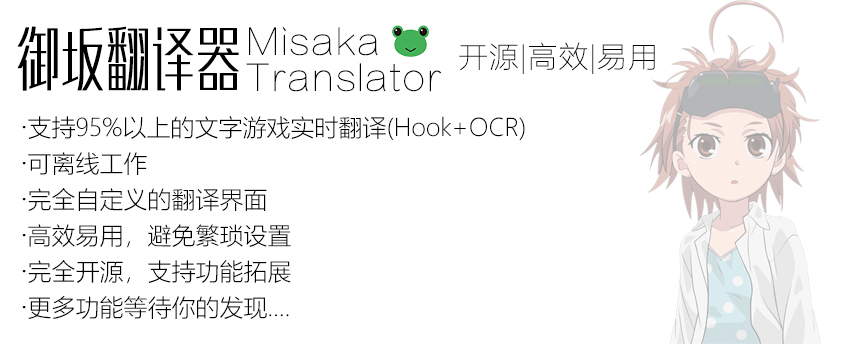 御坂翻译器
Misaka
Translator
开源|高效|易用
·支持95%以上的文字游戏实时翻译(Hook+OCR)
·可离线工作
·完全自定义的翻译界面
·高效易用，避免繁琐设置
·完全开源，支持功能拓展
·更多功能等待你的发现....